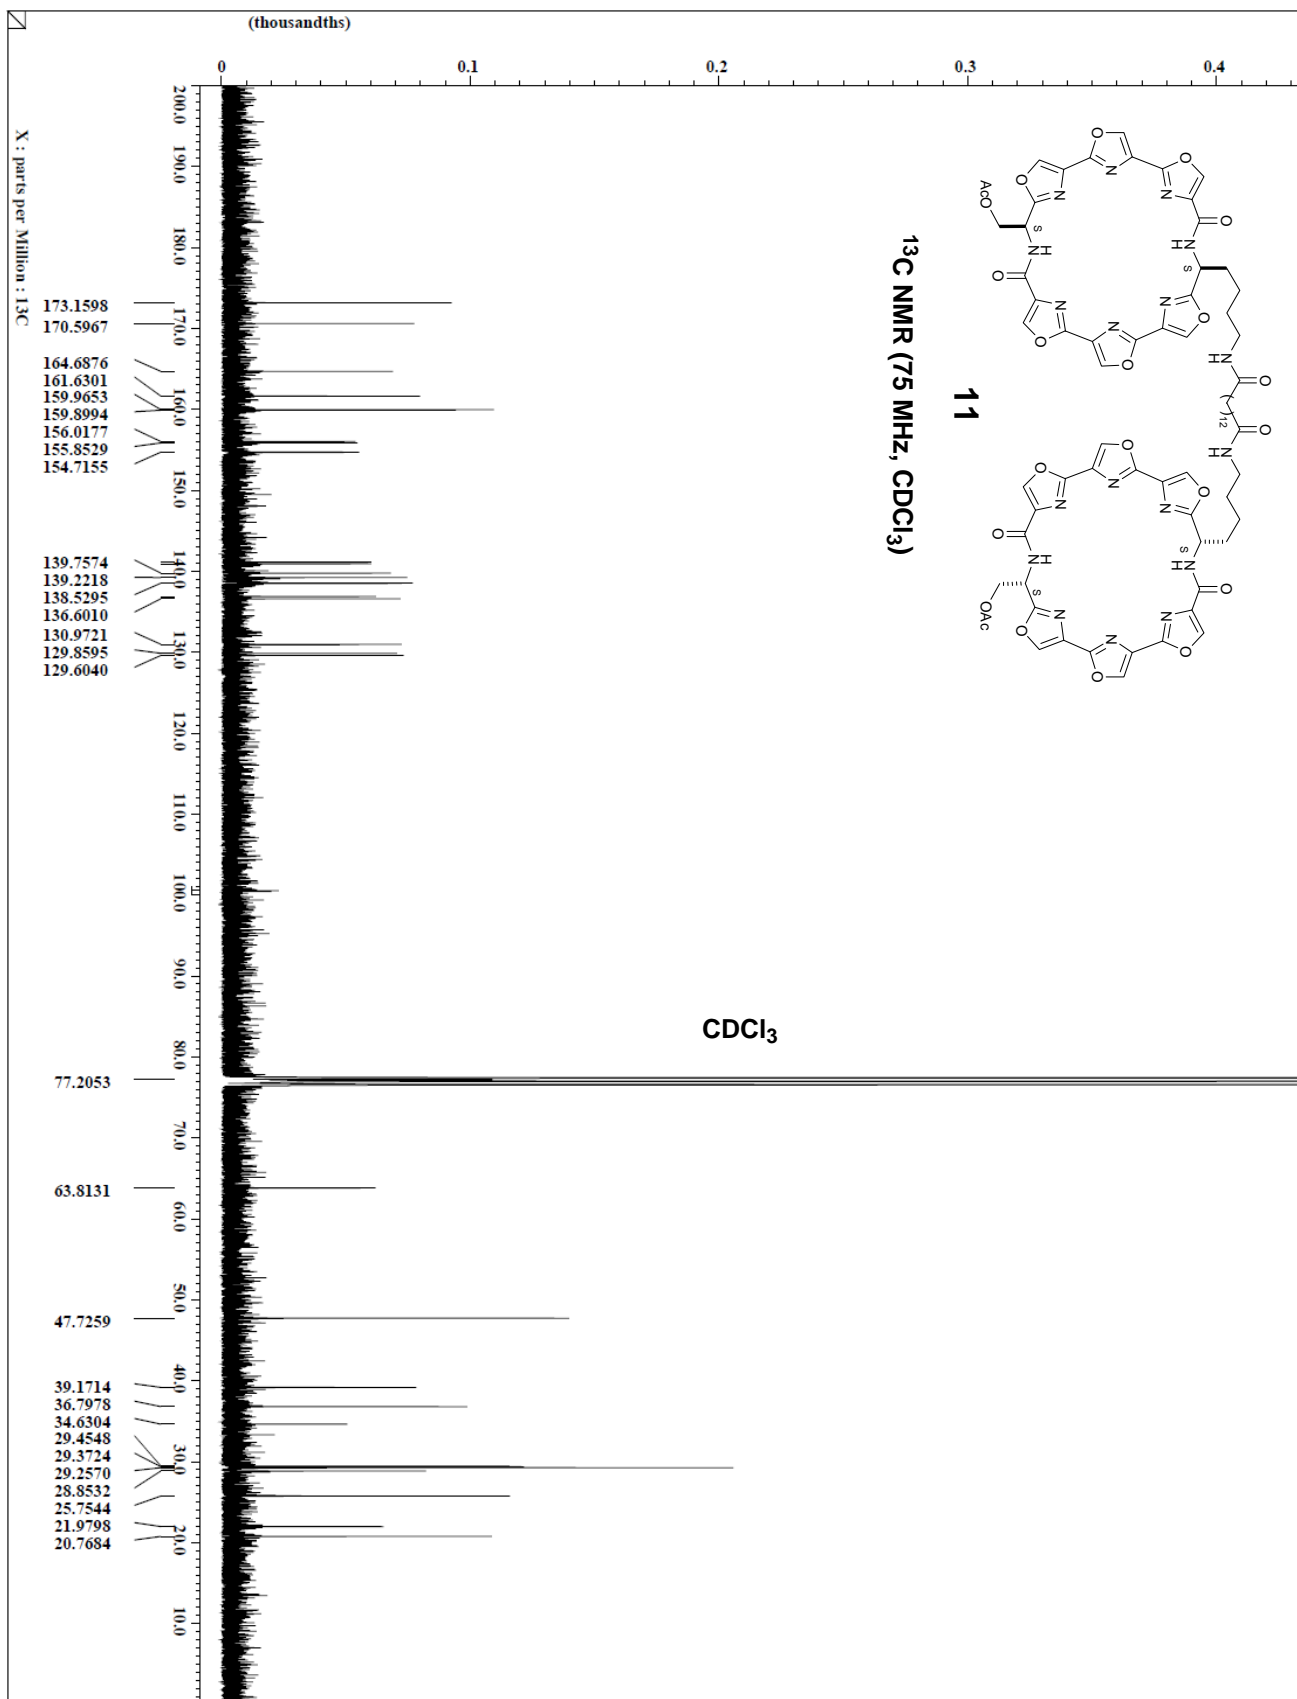 (thousandths)
0 0.1 0.2 0.3 0.4
200.0
190.0
180.0
170.0
160.0
150.0
140.0
130.0
120.0
110.0
100.0
90.0
80.0
70.0
60.0
50.0
40.0
30.0
20.0
10.0
X : parts per Million : 13C
173.1598
170.5967
164.6876
161.6301
159.9653
159.8994
156.0177
155.8529
154.7155
139.7574
139.2218
138.5295
136.6010
130.9721
129.8595
129.6040
77.2053
63.8131
47.7259
39.1714
36.7978
34.6304
29.4548
29.3724
29.2570
28.8532
25.7544
21.9798
20.7684
CDCl3
13C NMR (75 MHz, CDCl3)
11
O
N
O
N
O
N
O
NH
S
O
N
O
N
O
N
O
HN
S
AcO
NH
O
( )12
O
HN
O
N
O
N
O
N
S
NH
O
O
N
O
N
O
N
S
HN
O
OAc